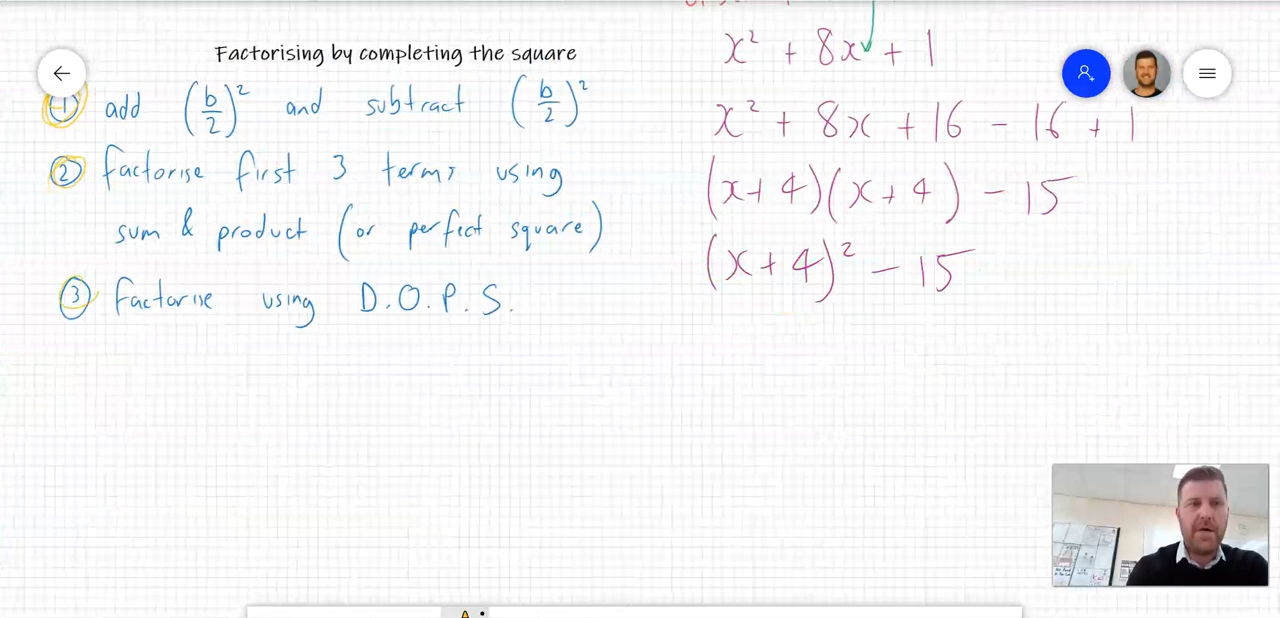 Factorising by completing the square
① add (b/2)² and subtract (b/2)²
② factorise first 3 terms using
sum & product (or perfect square)
③ factorise using D.O.P.S.
x² + 8x + 1
x² + 8x + 16 - 16 + 1
(x+4)(x+4) - 15
(x+4)² - 15